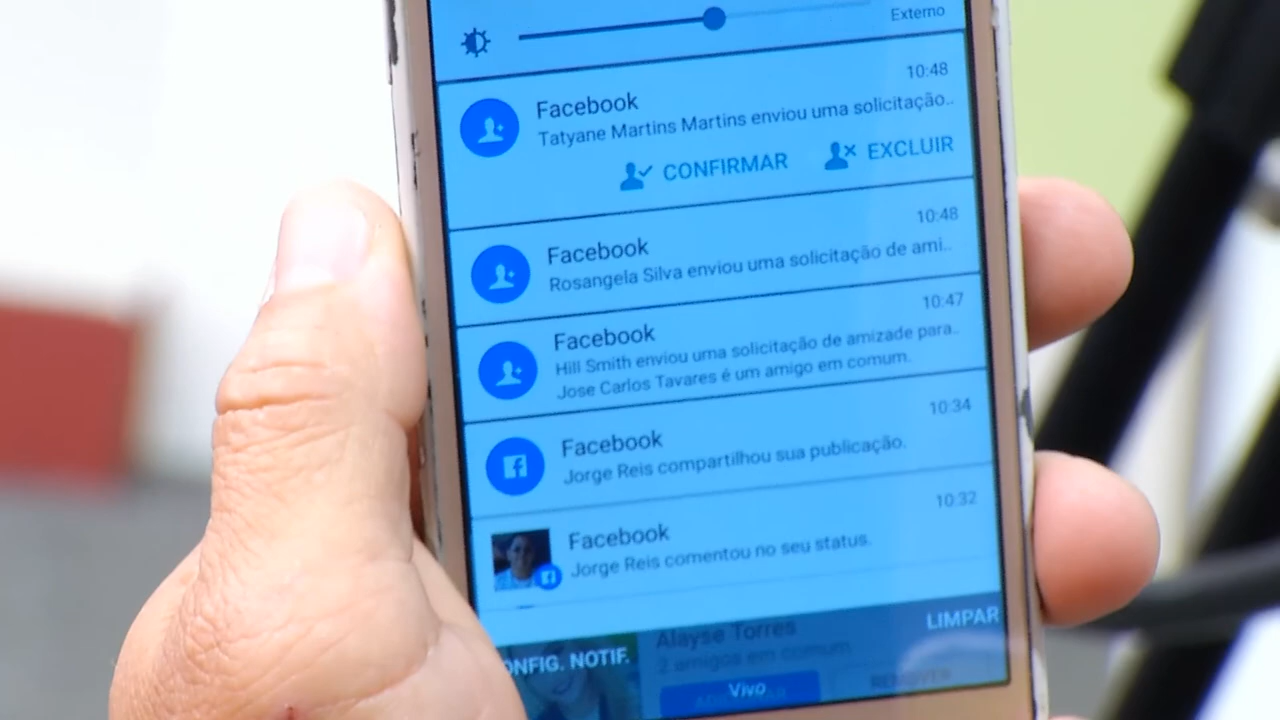 Externo
Facebook 10:48
Tatyane Martins Martins enviou uma solicitação..
CONFIRMAR EXCLUIR
Facebook 10:48
Rosangela Silva enviou uma solicitação de ami..
Facebook 10:47
Hill Smith enviou uma solicitação de amizade para..
Jose Carlos Tavares é um amigo em comum.
Facebook 10:34
Jorge Reis compartilhou sua publicação.
Facebook 10:32
Jorge Reis comentou no seu status.
LIMPAR
ONFIG. NOTIF.
Alayse Torres
2 amigos em comum
REMOVER
Vivo